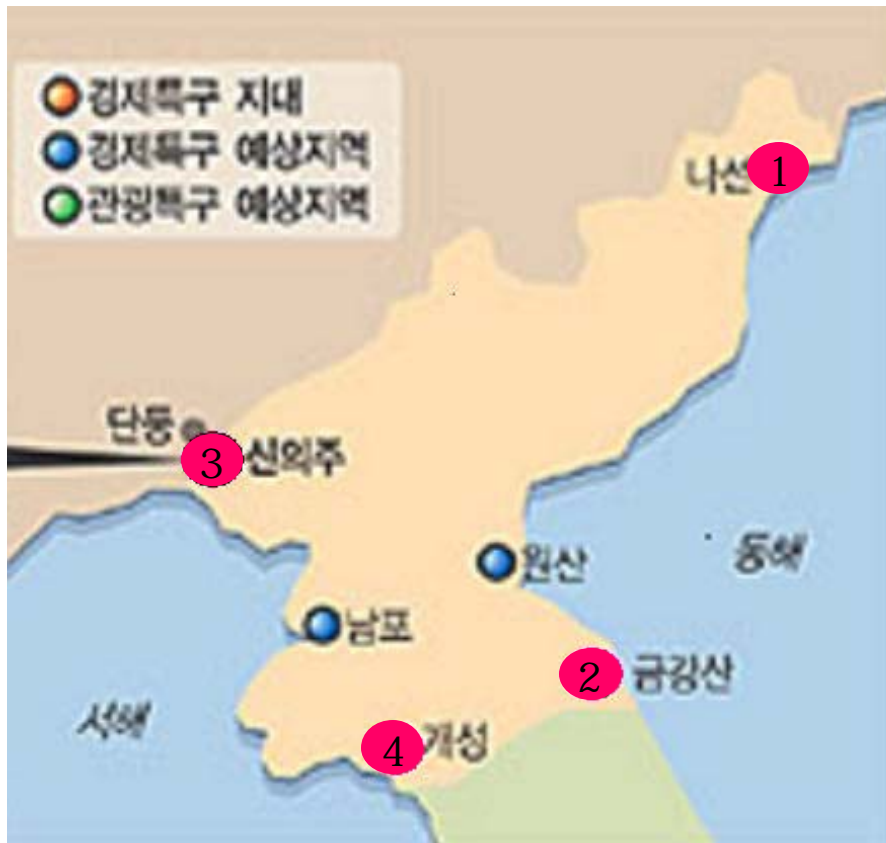 경제특구 지대
경제특구 예상지역
관광특구 예상지역
나선 1
단둥
3 신의주
원산
동해
남포
2 금강산
서해
4 개성